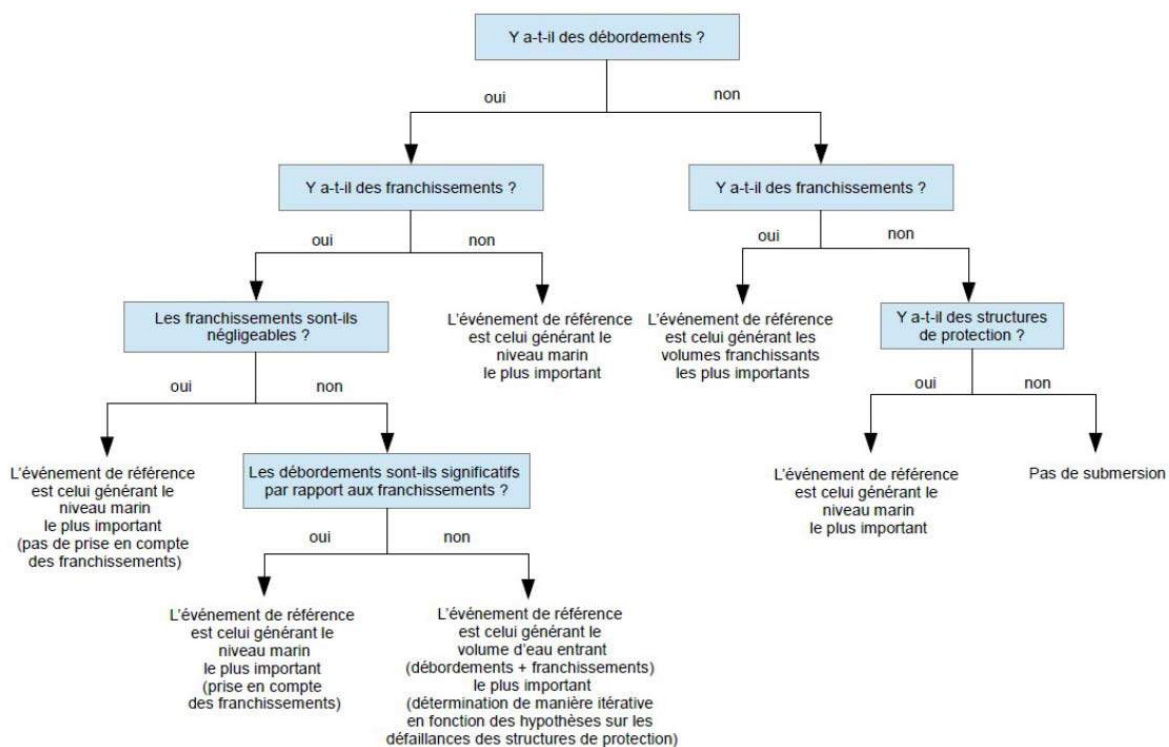 Y a-t-il des débordements ?
oui
non
Y a-t-il des franchissements ?
Y a-t-il des franchissements ?
oui
non
oui
non
Les franchissements sont-ils
négligeables ?
L'événement de référence
est celui générant le
niveau marin
le plus important
L'événement de référence
est celui générant les
volumes franchissants
les plus importants
Y a-t-il des structures
de protection ?
oui
non
oui
non
L'événement de référence
est celui générant le
niveau marin
le plus important
(pas de prise en compte
des franchissements)
Les débordements sont-ils significatifs
par rapport aux franchissements ?
L'événement de référence
est celui générant le
niveau marin
le plus important
Pas de submersion
oui
non
L'événement de référence
est celui générant le
niveau marin
le plus important
(prise en compte
des franchissements)
L'événement de référence
est celui générant le
volume d'eau entrant
(débordements + franchissements)
le plus important
(détermination de manière itérative
en fonction des hypothèses sur les
défaillances des structures de protection)